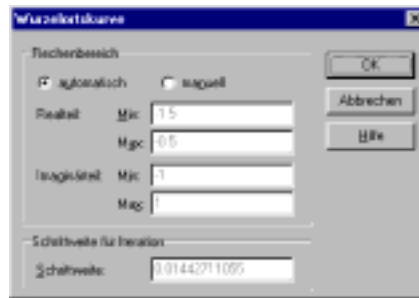 Wurzelortskurve
Rechenbereich
automatisch manuell
OK
Abbrechen
Hilfe
Realteil: Min: -1.5
Max: -0.5
Imaginärteil: Min: -1
Max: 1
Schrittweite für Iteration
Schrittweite: 0.01442711055